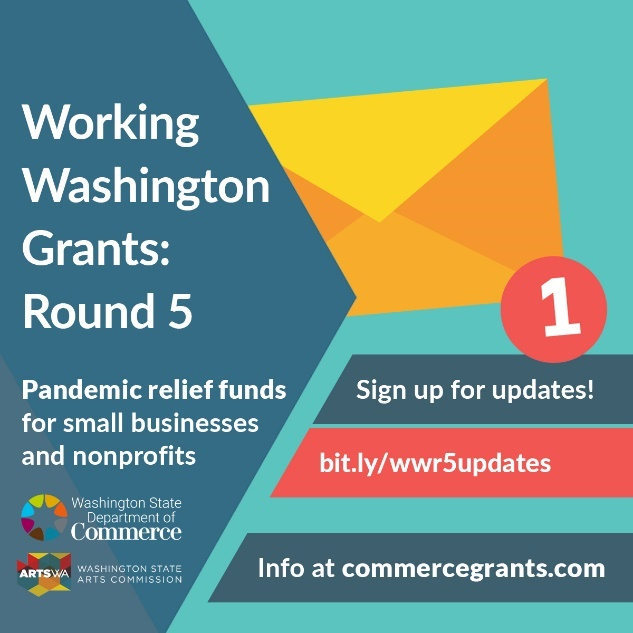 Working
Washington
Grants:
Round 5
Pandemic relief funds
for small businesses
and nonprofits
Washington State
Department of
Commerce
ARTSWA
WASHINGTON STATE
ARTS COMMISSION
1
Sign up for updates!
bit.ly/wwr5updates
Info at commercegrants.com